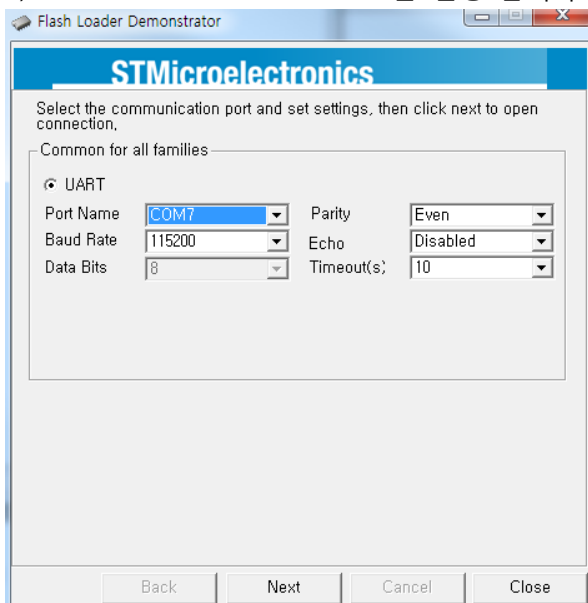 Flash Loader Demonstrator
STMicroelectronics
Select the communication port and set settings, then click next to open
connection,
Common for all families
UART
Port Name COM7 Parity Even
Baud Rate 115200 Echo Disabled
Data Bits 8 Timeout(s) 10
Back Next Cancel Close